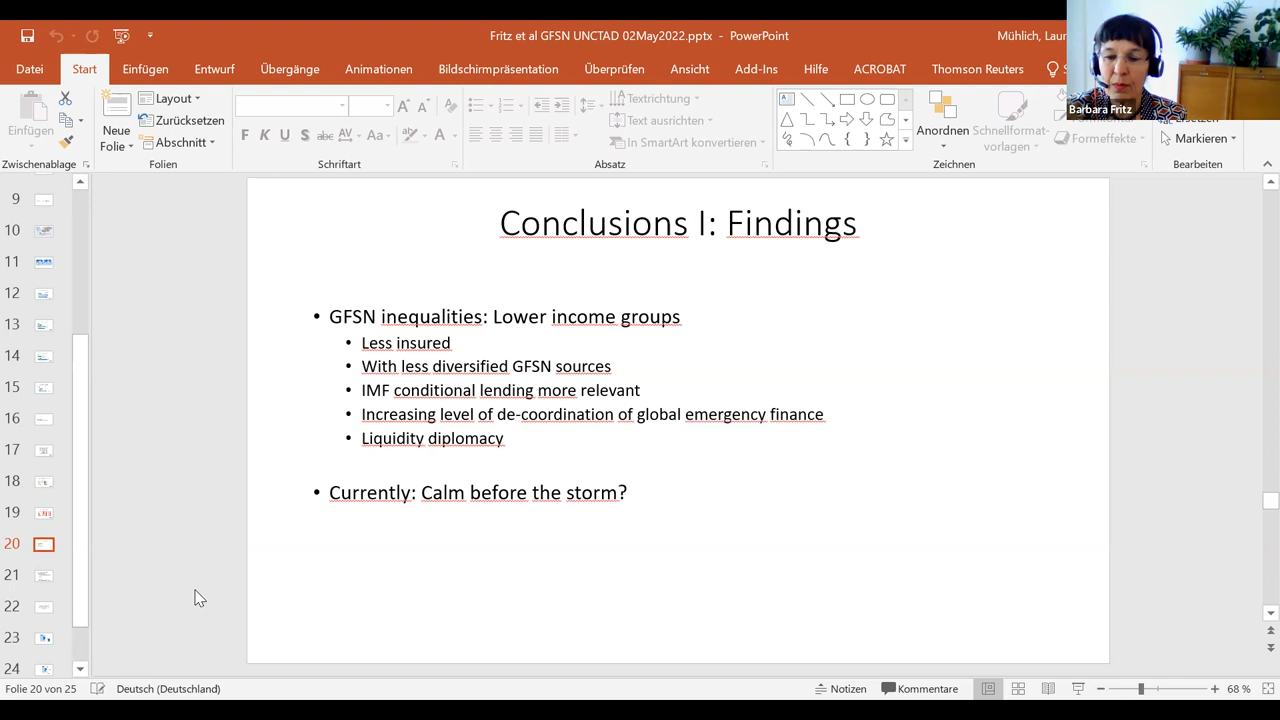 Fritz et al GFSN UNCTAD 02May2022.pptx - PowerPoint
Mühlich, Lau
Datei Start Einfügen Entwurf Übergänge Animationen Bildschirmpräsentation Überprüfen Ansicht Add-Ins Hilfe ACROBAT Thomson Reuters
Barbara Fritz
Einfügen
Zwischenablage
Neue Folie
Layout
Zurücksetzen
Abschnitt
Folien
F K U S abc AV Aa A
Schriftart
Textrichtung
Text ausrichten
In SmartArt konvertieren
Absatz
Anordnen
Schnellformat-vorlagen
Formeffekte
Zeichnen
Ersetzen
Markieren
Bearbeiten
9
10
11
12
13
14
15
16
17
18
19
20
21
22
23
24
Conclusions I: Findings
• GFSN inequalities: Lower income groups
• Less insured
• With less diversified GFSN sources
• IMF conditional lending more relevant
• Increasing level of de-coordination of global emergency finance
• Liquidity diplomacy
• Currently: Calm before the storm?
Folie 20 von 25 Deutsch (Deutschland) Notizen Kommentare 68 %